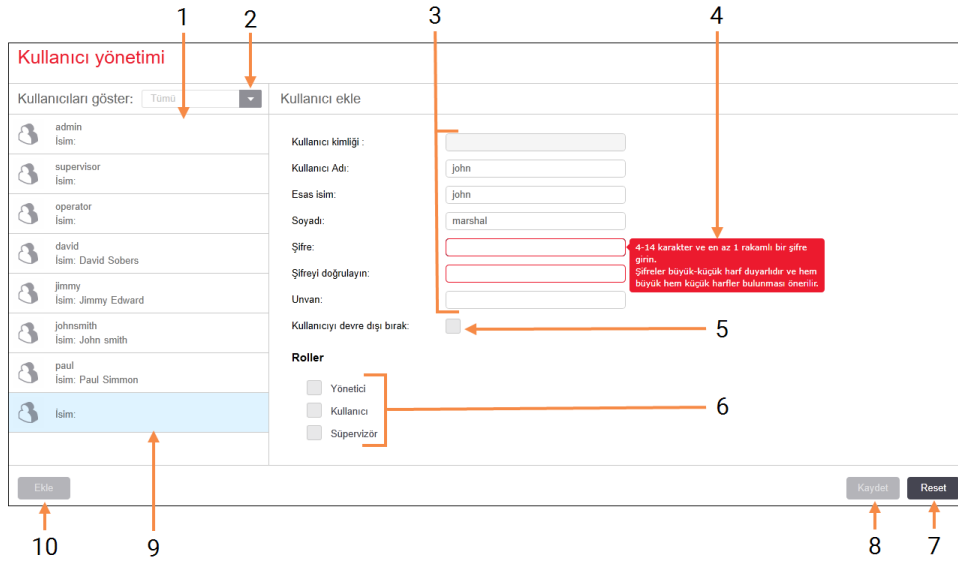 1 2 3 4
Kullanıcı yönetimi
Kullanıcıları göster: Tümü
Kullanıcı ekle
admin
İsim:
supervisor
İsim:
operator
İsim:
david
İsim: David Sobers
jimmy
İsim: Jimmy Edward
johnsmith
İsim: John smith
paul
İsim: Paul Simmon
İsim:
Kullanıcı kimliği :
Kullanıcı Adı: john
Esas isim: john
Soyadı: marshal
Şifre:
4-14 karakter ve en az 1 rakamlı bir şifre
girin.
Şifreler büyük-küçük harf duyarlıdır ve hem
büyük hem küçük harfler bulunması önerilir.
Şifreyi doğrulayın:
Unvan:
Kullanıcıyı devre dışı bırak:
5
Roller
Yönetici
Kullanıcı
Süpervizör
6
Ekle
Kaydet
Reset
10 9 8 7